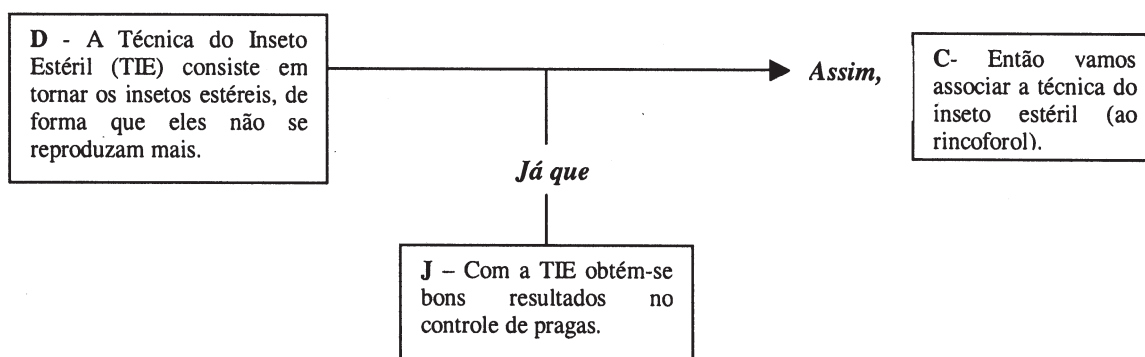 D - A Técnica do Inseto
Estéril (TIE) consiste em
tornar os insetos estéreis, de
forma que eles não se
reproduzam mais.
Assim,
C- Então vamos
associar a técnica do
inseto estéril (ao
rincoforol).
Já que
J – Com a TIE obtém-se
bons resultados no
controle de pragas.